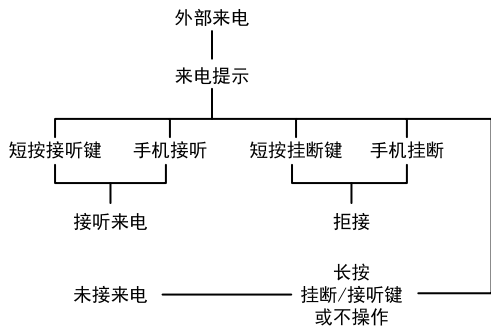 外部来电
来电提示
短按接听键 手机接听 短按挂断键 手机挂断
接听来电 拒接
长按
未接来电 挂断/接听键
或不操作